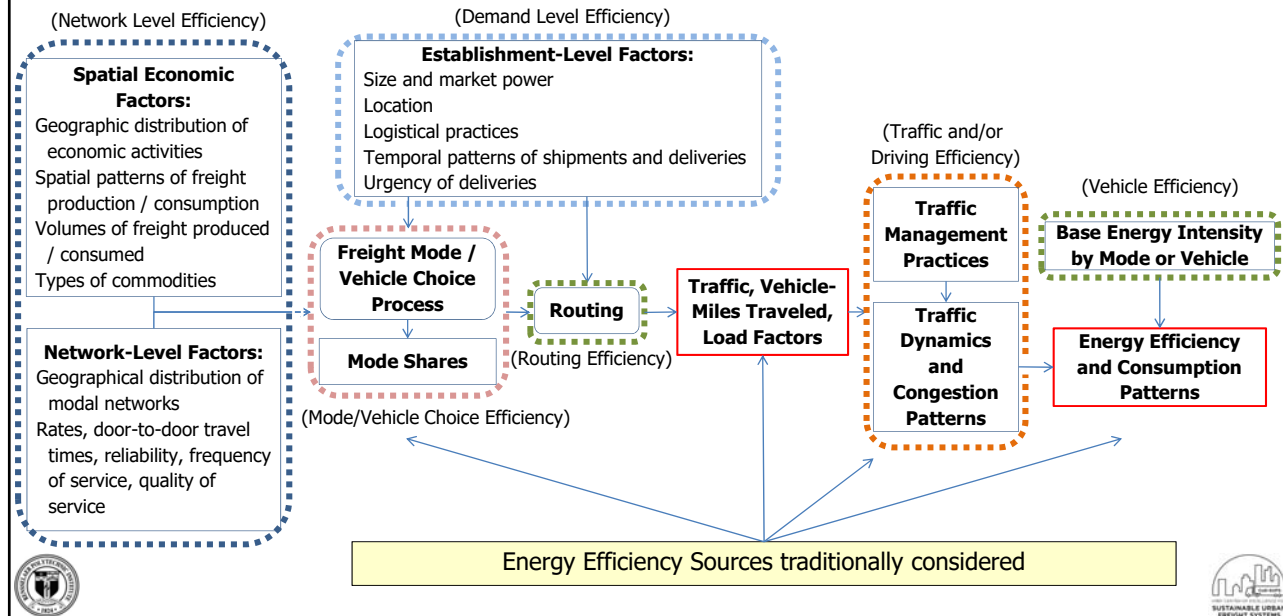 (Network Level Efficiency)
Spatial Economic
Factors:
Geographic distribution of
economic activities
Spatial patterns of freight
production / consumption
Volumes of freight produced
/ consumed
Types of commodities
Network-Level Factors:
Geographical distribution of
modal networks
Rates, door-to-door travel
times, reliability, frequency
of service, quality of
service
(Demand Level Efficiency)
Establishment-Level Factors:
Size and market power
Location
Logistical practices
Temporal patterns of shipments and deliveries
Urgency of deliveries
Freight Mode /
Vehicle Choice
Process
Mode Shares
(Mode/Vehicle Choice Efficiency)
Routing
(Routing Efficiency)
Traffic, Vehicle-
Miles Traveled,
Load Factors
(Traffic and/or
Driving Efficiency)
Traffic
Management
Practices
Traffic
Dynamics
and
Congestion
Patterns
(Vehicle Efficiency)
Base Energy Intensity
by Mode or Vehicle
Energy Efficiency
and Consumption
Patterns
Energy Efficiency Sources traditionally considered
SUSTAINABLE URBAN
FREIGHT SYSTEMS